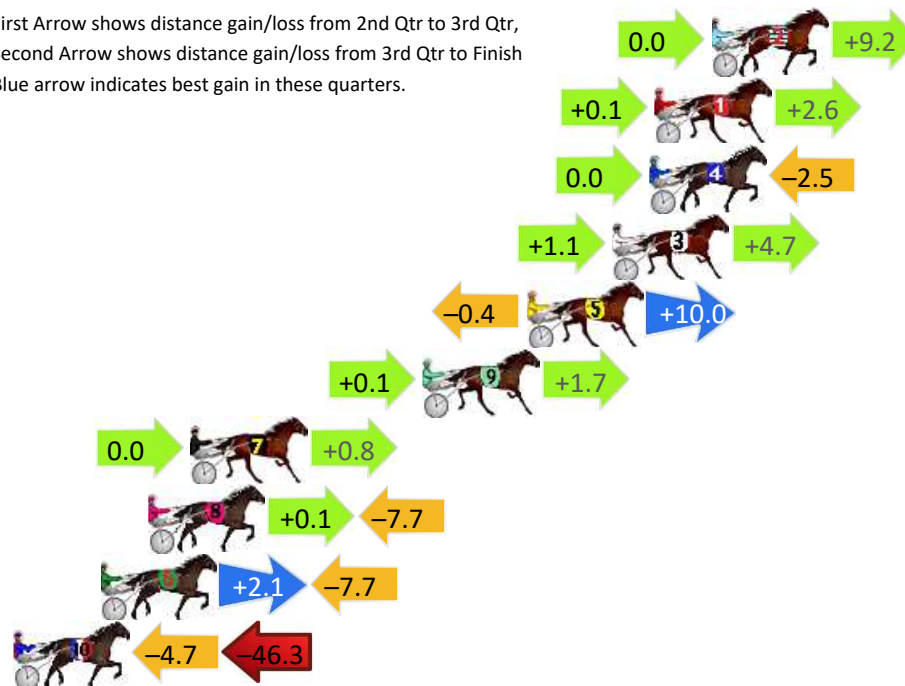 irst Arrow shows distance gain/loss from 2nd Qtr to 3rd Qtr,
econd Arrow shows distance gain/loss from 3rd Qtr to Finish
Blue arrow indicates best gain in these quarters.
0.0 2 +9.2
+0.1 1 +2.6
0.0 4 –2.5
+1.1 3 +4.7
–0.4 5 +10.0
+0.1 9 +1.7
0.0 7 +0.8
8 +0.1 –7.7
6 +2.1 –7.7
10 –4.7 –46.3